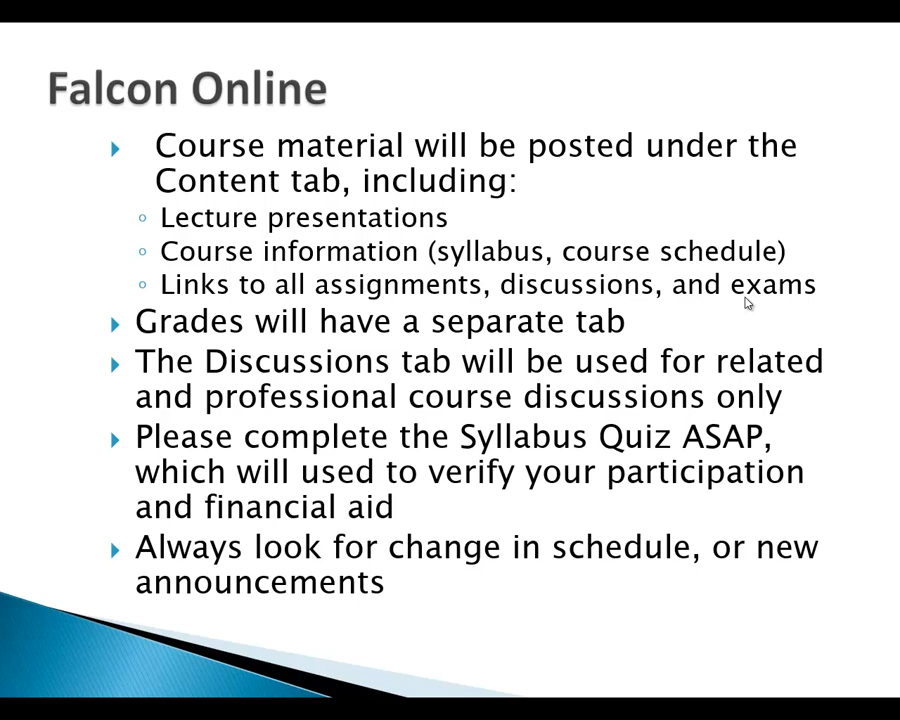 Falcon Online
Course material will be posted under the
Content tab, including:
Lecture presentations
Course information (syllabus, course schedule)
Links to all assignments, discussions, and exams
Grades will have a separate tab
The Discussions tab will be used for related
and professional course discussions only
Please complete the Syllabus Quiz ASAP,
which will used to verify your participation
and financial aid
Always look for change in schedule, or new
announcements